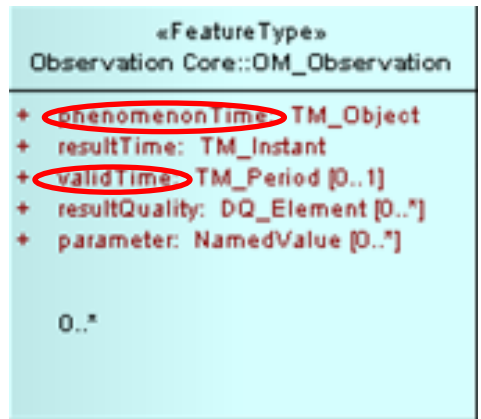 «FeatureType»
Observation Core::OM_Observation
+ phenomenonTime: TM_Object
+ resultTime: TM_Instant
+ validTime: TM_Period [0..1]
+ resultQuality: DQ_Element [0..*]
+ parameter: NamedValue [0..*]
0..*